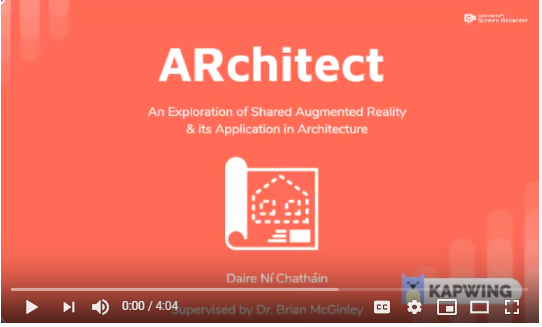 Screen Recorder
ARchitect
An Exploration of Shared Augmented Reality
& its Application in Architecture
Daire Ní Chatháin
KAPWING
0:00 / 4:04
CC
Supervised by Dr. Brian McGinley